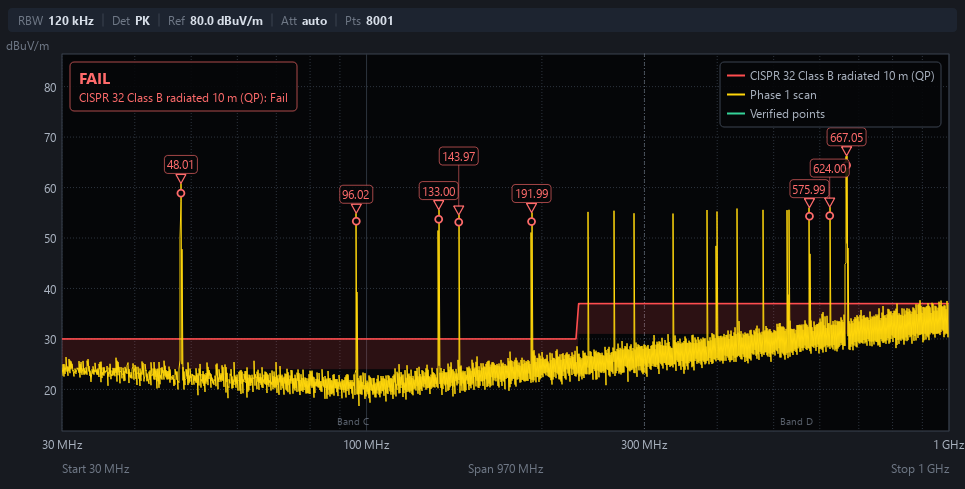 RBW 120 kHz Det PK Ref 80.0 dBuV/m Att auto Pts 8001
dBuV/m
FAIL
CISPR 32 Class B radiated 10 m (QP): Fail
CISPR 32 Class B radiated 10 m (QP)
Phase 1 scan
Verified points
80
70
60
50
40
30
20
48.01
96.02
133.00
143.97
191.99
575.99
624.00
667.05
Band C
Band D
30 MHz
100 MHz
300 MHz
1 GHz
Start 30 MHz
Span 970 MHz
Stop 1 GHz